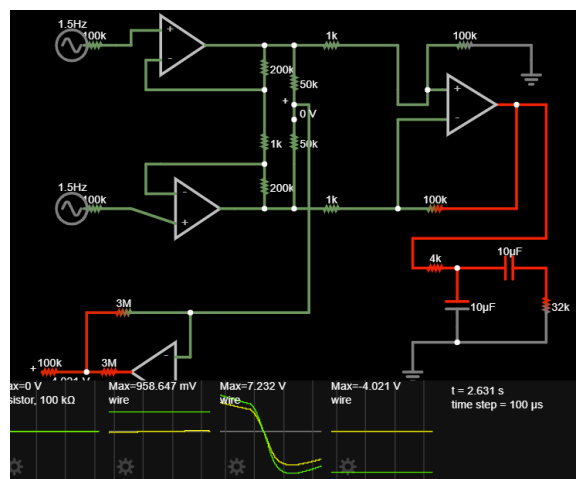 1.5Hz
100k
1k
100k
200k
50k
+
-
+
0 V
+
-
1k
50k
1.5Hz
100k
-
+
200k
1k
100k
4k
10µF
10µF
32k
3M
-
+
100k
3M
Max=958.647 mV
wire
Max=7.232 V
wire
Max=-4.021 V
wire
t = 2.631 s
time step = 100 µs
ax=0 V
sistor, 100 kΩ